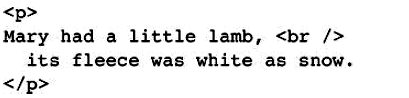 <p>
Mary had a little lamb, <br />
  its fleece was white as snow.
</p>